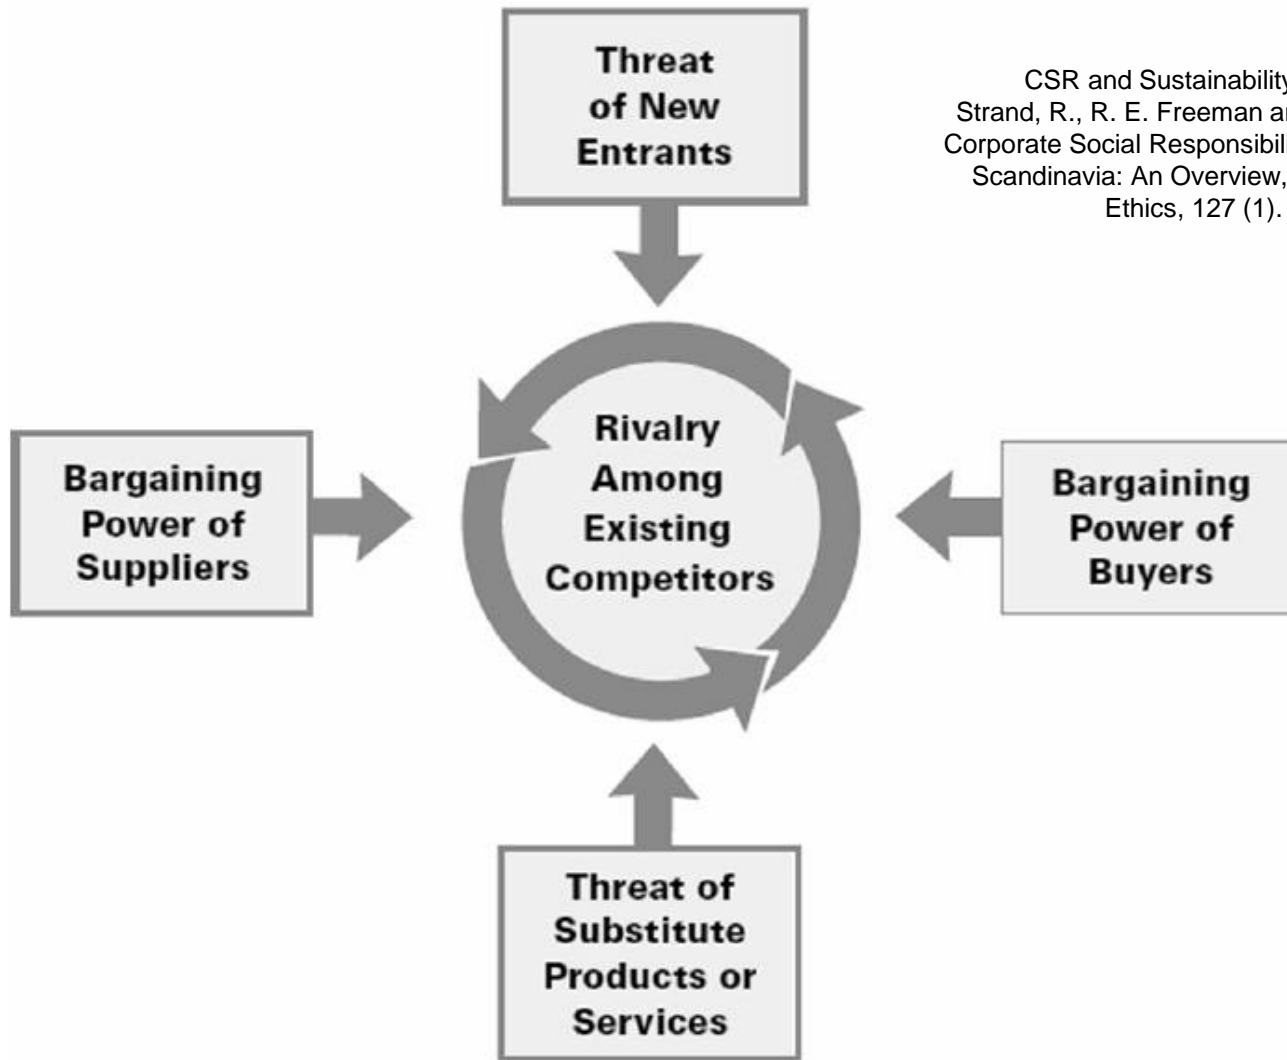 Threat
of New
Entrants
CSR and Sustainability
Strand, R., R. E. Freeman
Corporate Social
Scandinavia: An Overview,
Ethics, 127 (1).
Bargaining
Power of
Suppliers
Rivalry
Among
Existing
Competitors
Bargaining
Power of
Buyers
Threat of
Substitute
Products or
Services